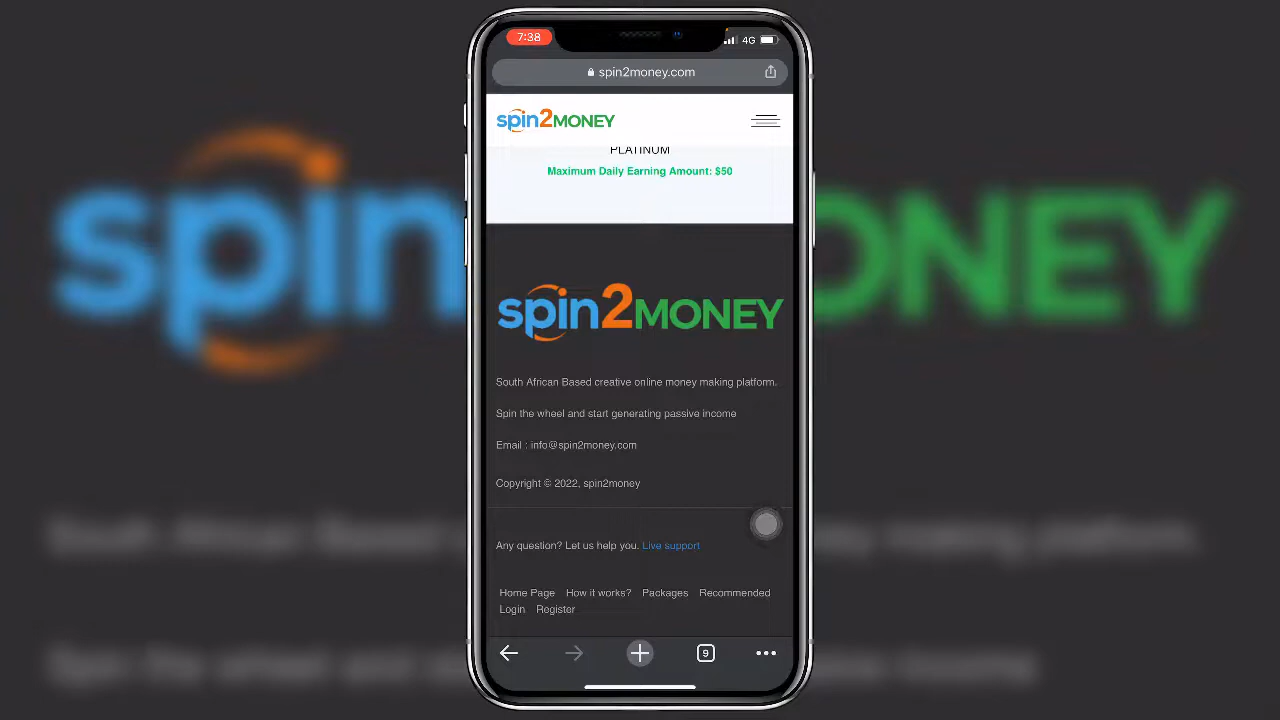 7:38
4G
spin2money.com
spin2MONEY
PLATINUM
Maximum Daily Earning Amount: $50
spin2MONEY
South African Based creative online money making platform.
Spin the wheel and start generating passive income
Email : info@spin2money.com
Copyright © 2022, spin2money
Any question? Let us help you. Live support
Home Page How it works? Packages Recommended
Login Register
9